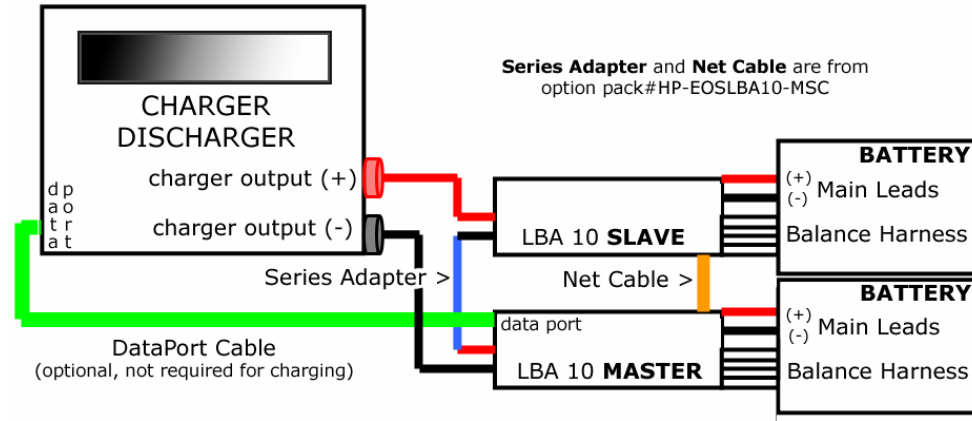 Series Adapter and Net Cable are from
option pack#HP-EOSLBA10-MSC
CHARGER
DISCHARGER
charger output (+)
charger output (-)
data port
BATTERY
(+)
(-)
Main Leads
Balance Harness
LBA 10 SLAVE
Series Adapter >
Net Cable >
BATTERY
(+)
(-)
Main Leads
Balance Harness
data port
LBA 10 MASTER
DataPort Cable
(optional, not required for charging)